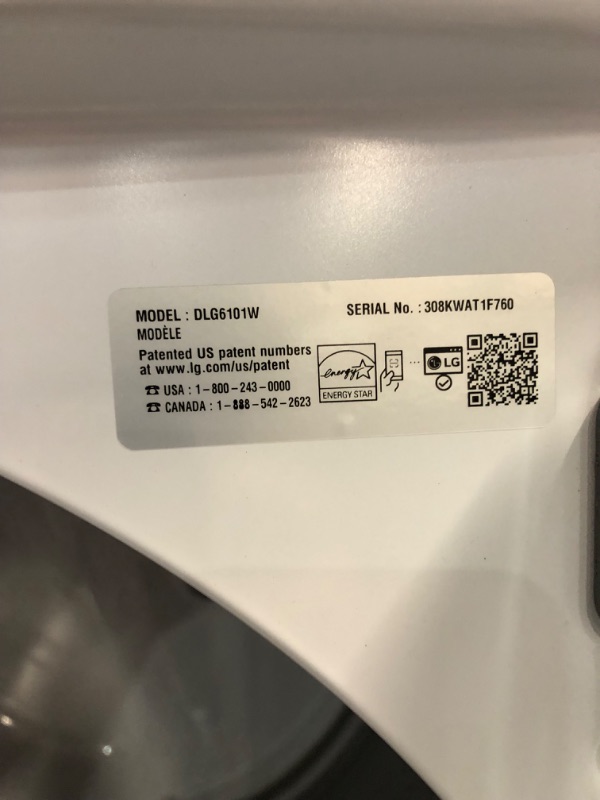 MODEL : DLG6101W
MODÈLE
SERIAL No. : 308KWAT1F760
Patented US patent numbers
at www.lg.com/us/patent
☎ USA : 1-800-243-0000
☎ CANADA : 1-888-542-2623
energy
ENERGY STAR
LG